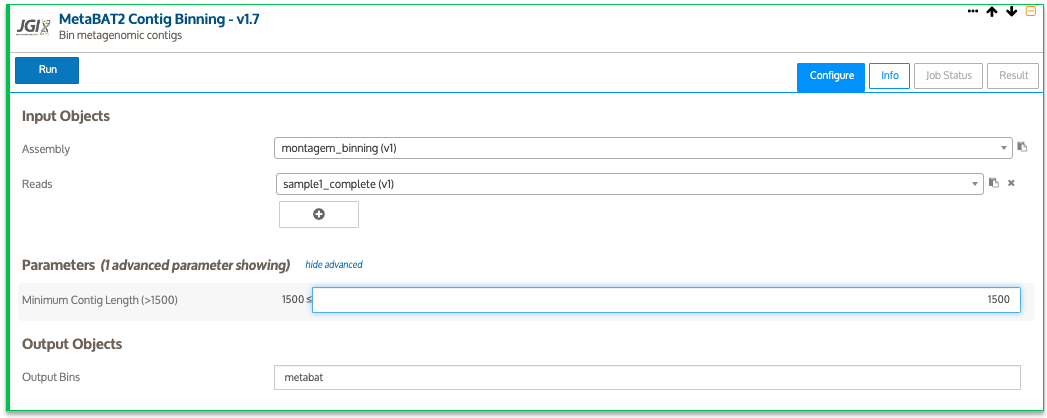 JGI
MetaBAT2 Contig Binning - v1.7
Bin metagenomic contigs
Run
Configure
Info
Job Status
Result
Input Objects
Assembly
montagem_binning (v1)
Reads
sample1_complete (v1)
Parameters (1 advanced parameter showing) hide advanced
Minimum Contig Length (>1500)
1500 ≤
1500
Output Objects
Output Bins
metabat